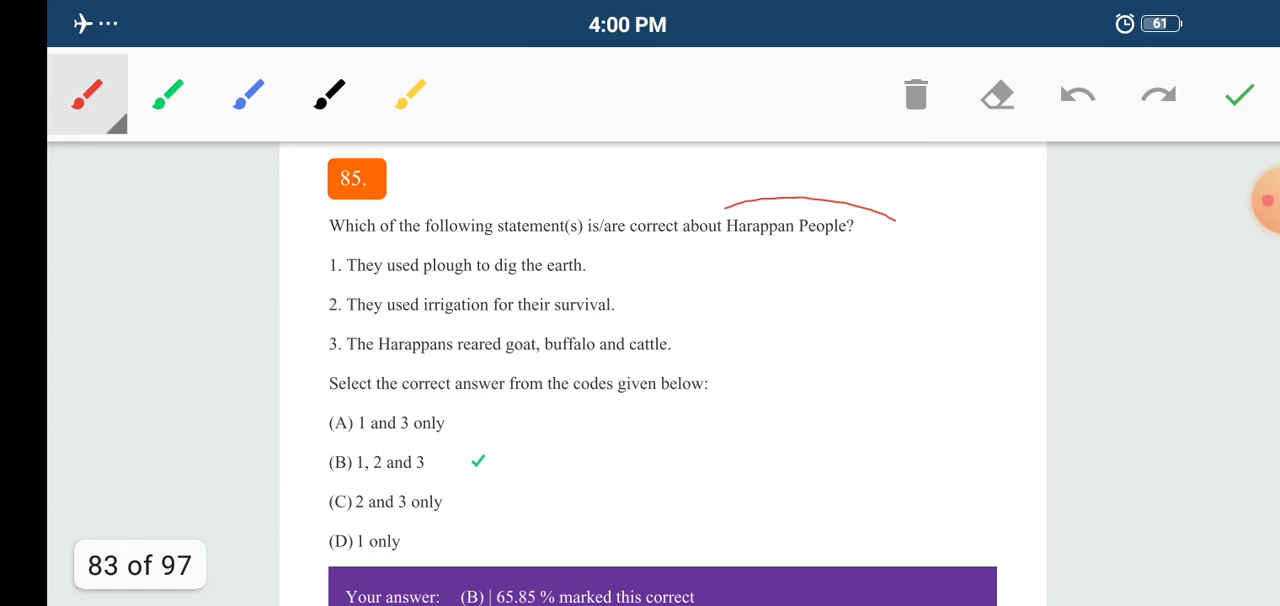 4:00 PM
61
85.
Which of the following statement(s) is/are correct about Harappan People?
1. They used plough to dig the earth.
2. They used irrigation for their survival.
3. The Harappans reared goat, buffalo and cattle.
Select the correct answer from the codes given below:
(A) 1 and 3 only
(B) 1, 2 and 3
(C) 2 and 3 only
(D) 1 only
83 of 97
Your answer: (B) | 65.85 % marked this correct